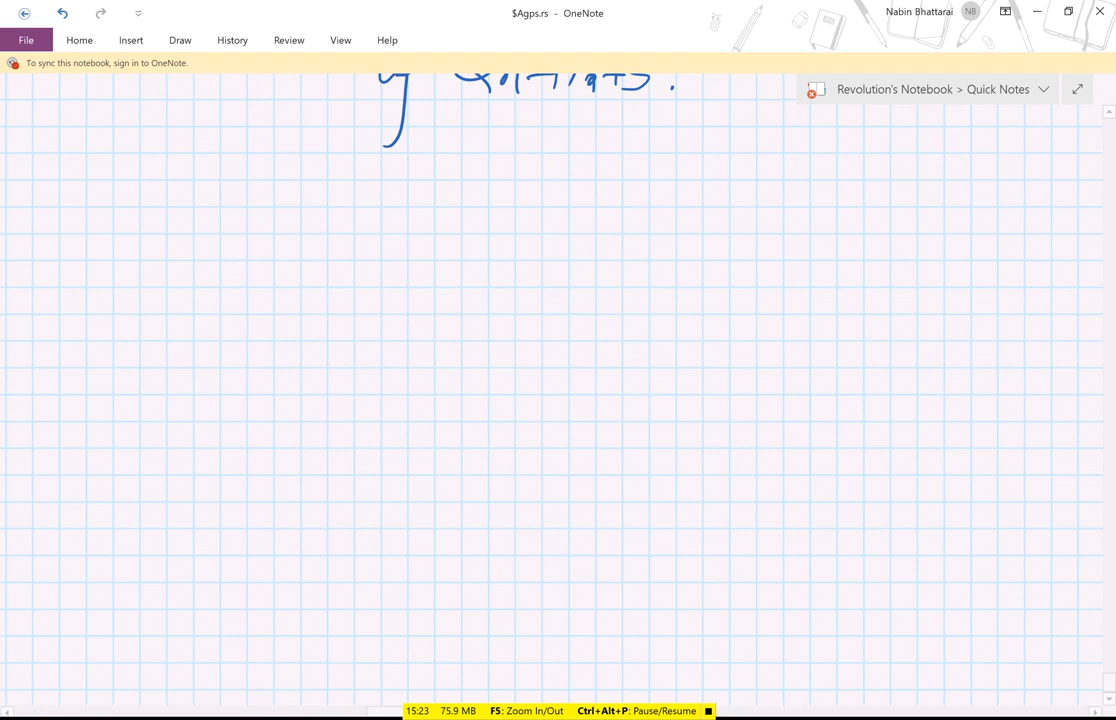 $Agps.rs - OneNote
Nabin Bhattarai NB
File Home Insert Draw History Review View Help
To sync this notebook, sign in to OneNote.
Revolution's Notebook > Quick Notes
15:23 75.9 MB F5: Zoom In/Out Ctrl+Alt+P: Pause/Resume